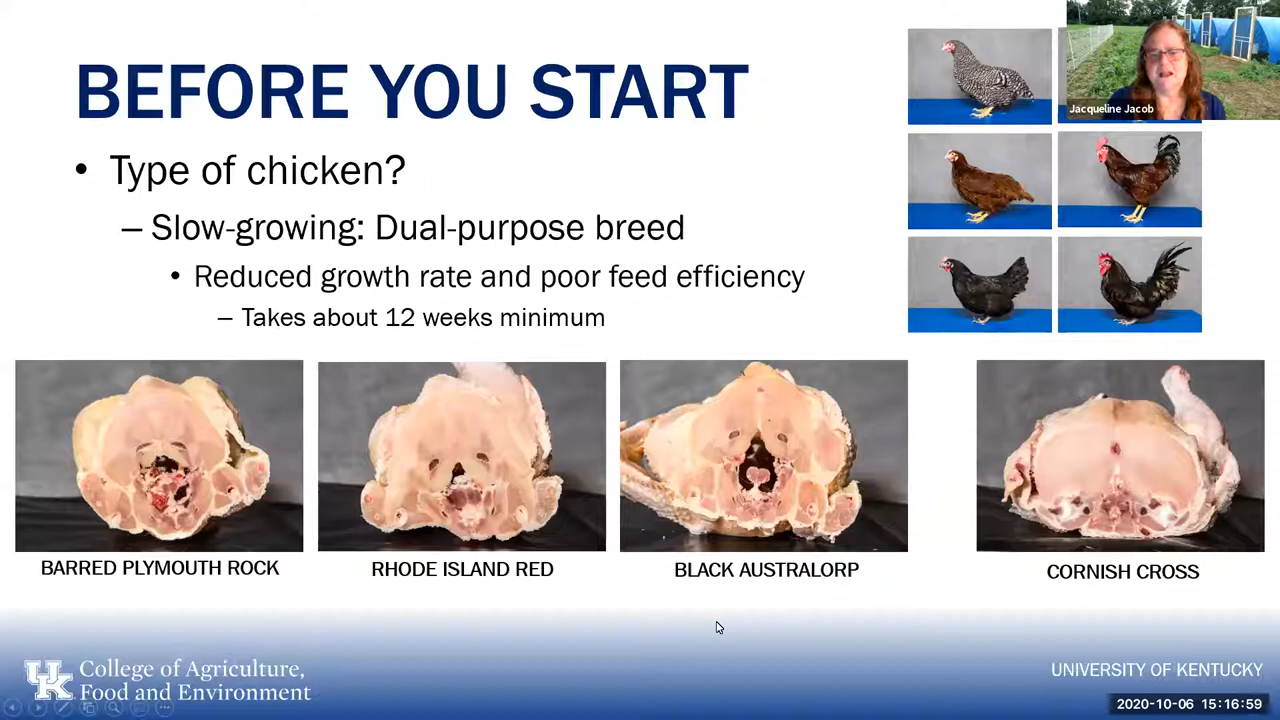 BEFORE YOU START
Jacqueline Jacob
• Type of chicken?
– Slow-growing: Dual-purpose breed
• Reduced growth rate and poor feed efficiency
– Takes about 12 weeks minimum
BARRED PLYMOUTH ROCK
RHODE ISLAND RED
BLACK AUSTRALORP
CORNISH CROSS
UK
College of Agriculture,
Food and Environment
UNIVERSITY OF KENTUCKY
2020-10-06 15:16:59